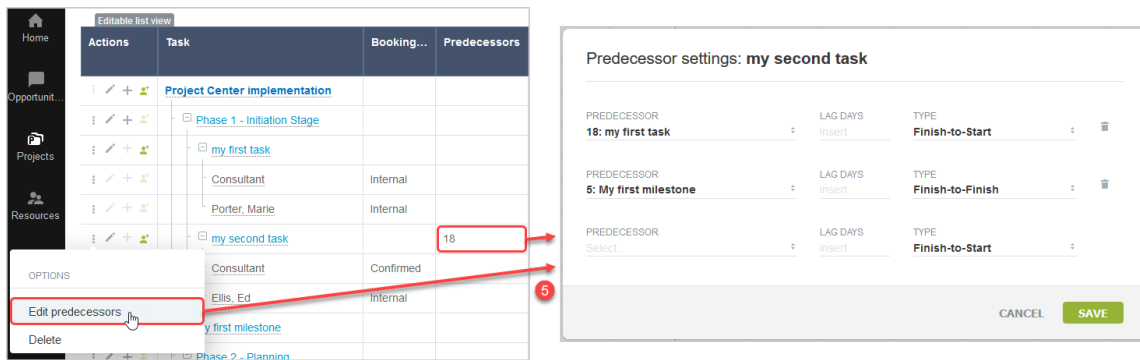 Editable list view
Home
Actions
Task
Booking...
Predecessors
Opportunit...
Project Center implementation
Phase 1 - Initiation Stage
Projects
my first task
Consultant
Internal
Resources
Porter, Marie
Internal
my second task
18
OPTIONS
Consultant
Confirmed
Edit predecessors
Ellis, Ed
Internal
5
y first milestone
Delete
Phase 2 - Planning
Predecessor settings: my second task
PREDECESSOR
LAG DAYS
TYPE
18: my first task
Insert
Finish-to-Start
PREDECESSOR
LAG DAYS
TYPE
5: My first milestone
Insert
Finish-to-Finish
PREDECESSOR
LAG DAYS
TYPE
Select...
Insert
Finish-to-Start
CANCEL
SAVE